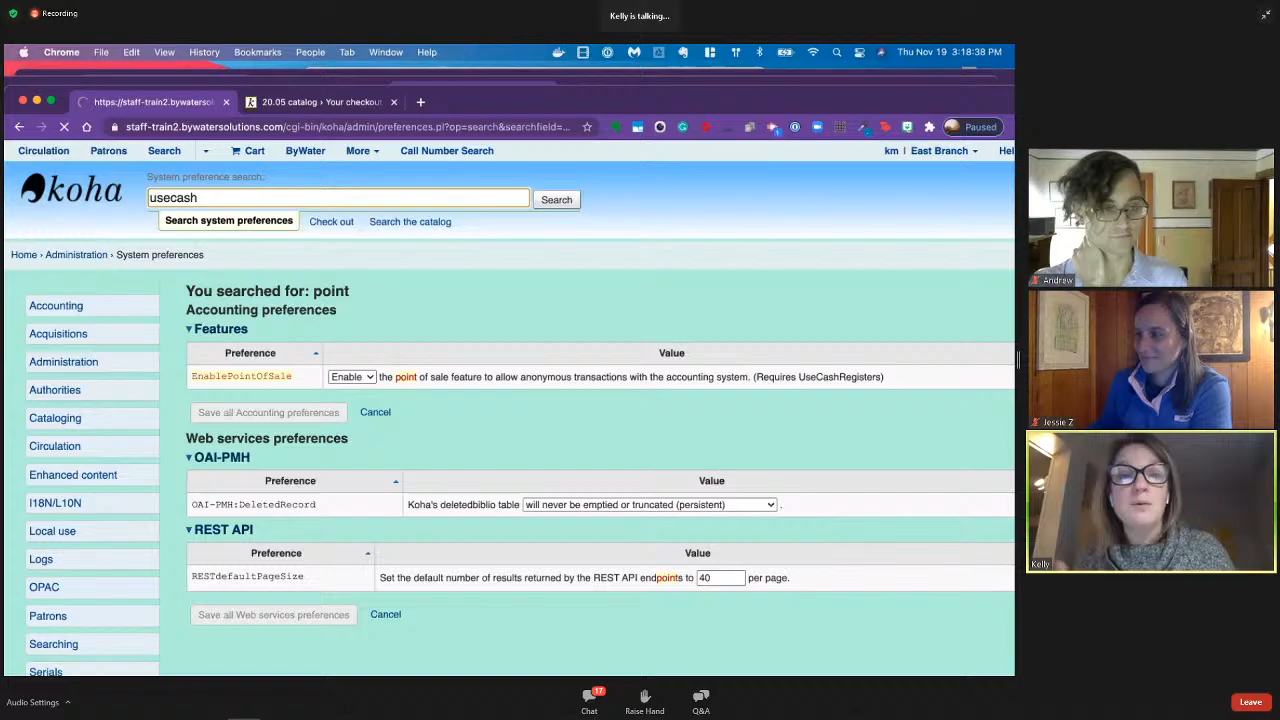 Recording
Kelly is talking...
Chrome File Edit View History Bookmarks People Tab Window Help Thu Nov 19 3:18:38 PM
https://staff-train2.bywatersol 20.05 catalog › Your checkout
staff-train2.bywatersolutions.com/cgi-bin/koha/admin/preferences.pl?op=search&searchfield=... Paused
Circulation Patrons Search Cart ByWater More Call Number Search km | East Branch Hel
koha
System preference search:
usecash Search
Search system preferences Check out Search the catalog
Home › Administration › System preferences
Accounting
Acquisitions
Administration
Authorities
Cataloging
Circulation
Enhanced content
I18N/L10N
Local use
Logs
OPAC
Patrons
Searching
Serials
You searched for: point
Accounting preferences
Features
Preference Value
EnablePointOfSale Enable the point of sale feature to allow anonymous transactions with the accounting system. (Requires UseCashRegisters)
Save all Accounting preferences Cancel
Web services preferences
OAI-PMH
Preference Value
OAI-PMH:DeletedRecord Koha's deletedbiblio table will never be emptied or truncated (persistent) .
REST API
Preference Value
RESTdefaultPageSize Set the default number of results returned by the REST API endpoints to 40 per page.
Save all Web services preferences Cancel
Andrew
Jessie Z
Kelly
Audio Settings
17
Chat Raise Hand Q&A Leave